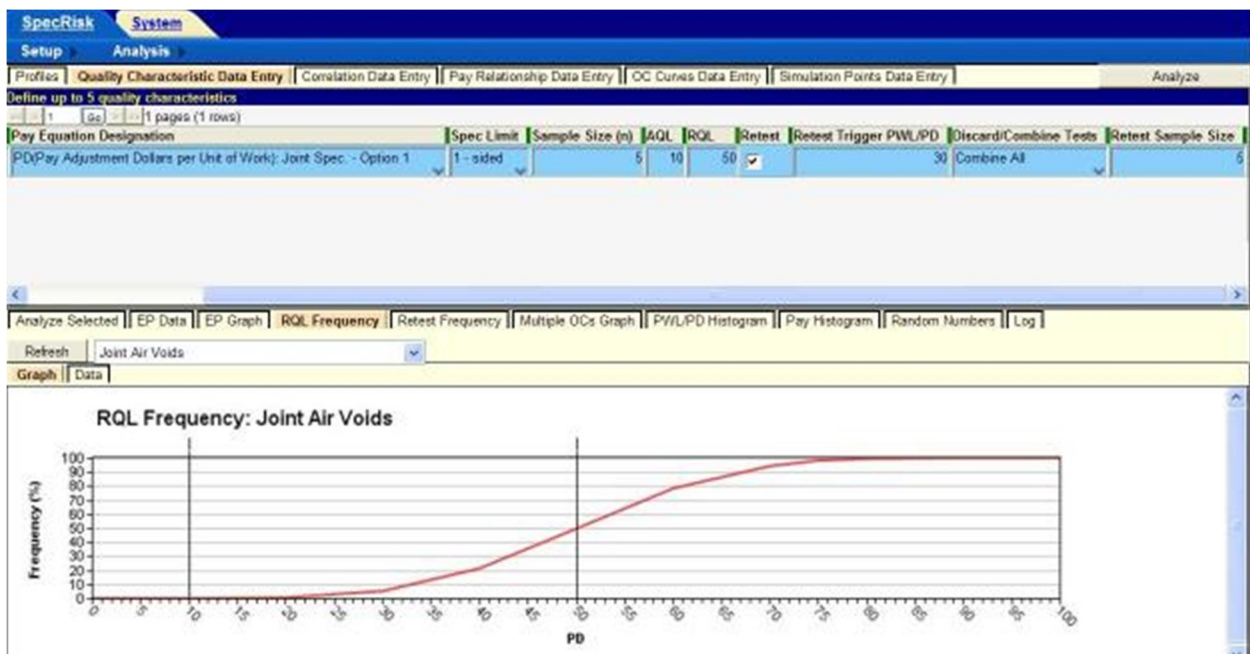 SpecRisk System
Setup Analysis
Profiles Quality Characteristic Data Entry Correlation Data Entry Pay Relationship Data Entry OC Curves Data Entry Simulation Points Data Entry Analyze
Define up to 5 quality characteristics
1 Go 1 pages (1 rows)
Pay Equation Designation Spec Limit Sample Size (n) AQL RQL Retest Retest Trigger PWL/PD Discard/Combine Tests Retest Sample Size
PD(Pay Adjustment Dollars per Unit of Work): Joint Spec. - Option 1 1 - sided 5 10 50 30 Combine All 5
Analyze Selected EP Data EP Graph RQL Frequency Retest Frequency Multiple OCs Graph PWL/PD Histogram Pay Histogram Random Numbers Log
Refresh Joint Air Voids
Graph Data
RQL Frequency: Joint Air Voids
100
90
80
70
60
50
40
30
20
10
0
Frequency (%)
0 5 10 15 20 25 30 35 40 45 50 55 60 65 70 75 80 85 90 95 100
PD